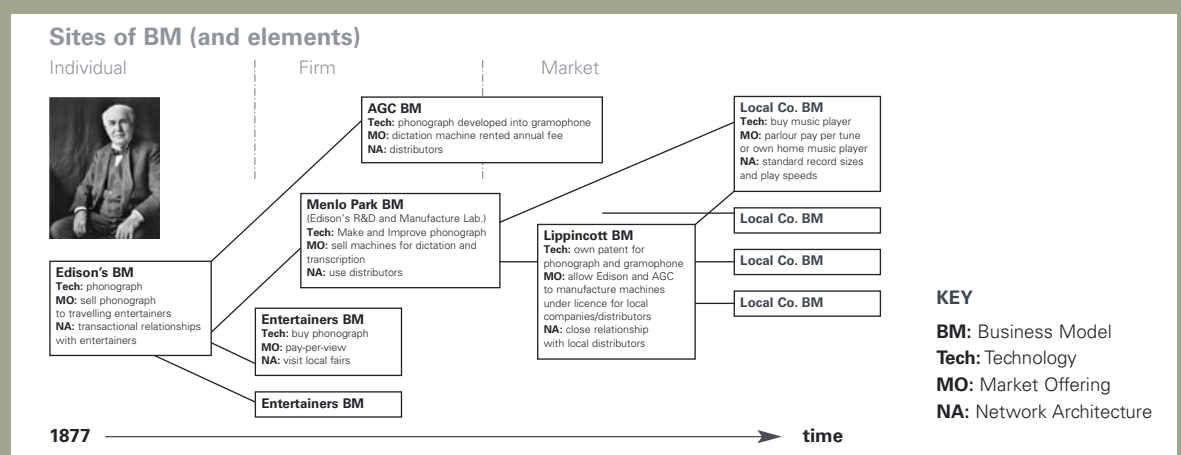 Sites of BM (and elements)
Individual
Firm
Market
AGC BM
Tech: phonograph developed into gramophone
MO: dictation machine rented annual fee
NA: distributors
Local Co. BM
Tech: buy music player
MO: parlour pay per tune
or own home music player
NA: standard record sizes
and play speeds
Menlo Park BM
(Edison's R&D and Manufacture Lab.)
Tech: Make and Improve phonograph
MO: sell machines for dictation and
transcription
NA: use distributors
Local Co. BM
Lippincott BM
Tech: own patent for
phonograph and gramophone
MO: allow Edison and AGC
to manufacture machines
under licence for local
companies/distributors
NA: close relationship
with local distributors
Local Co. BM
Local Co. BM
Edison's BM
Tech: phonograph
MO: sell phonograph
to travelling entertainers
NA: transactional relationships
with entertainers
Entertainers BM
Tech: buy phonograph
MO: pay-per-view
NA: visit local fairs
Entertainers BM
KEY
BM: Business Model
Tech: Technology
MO: Market Offering
NA: Network Architecture
1877
time